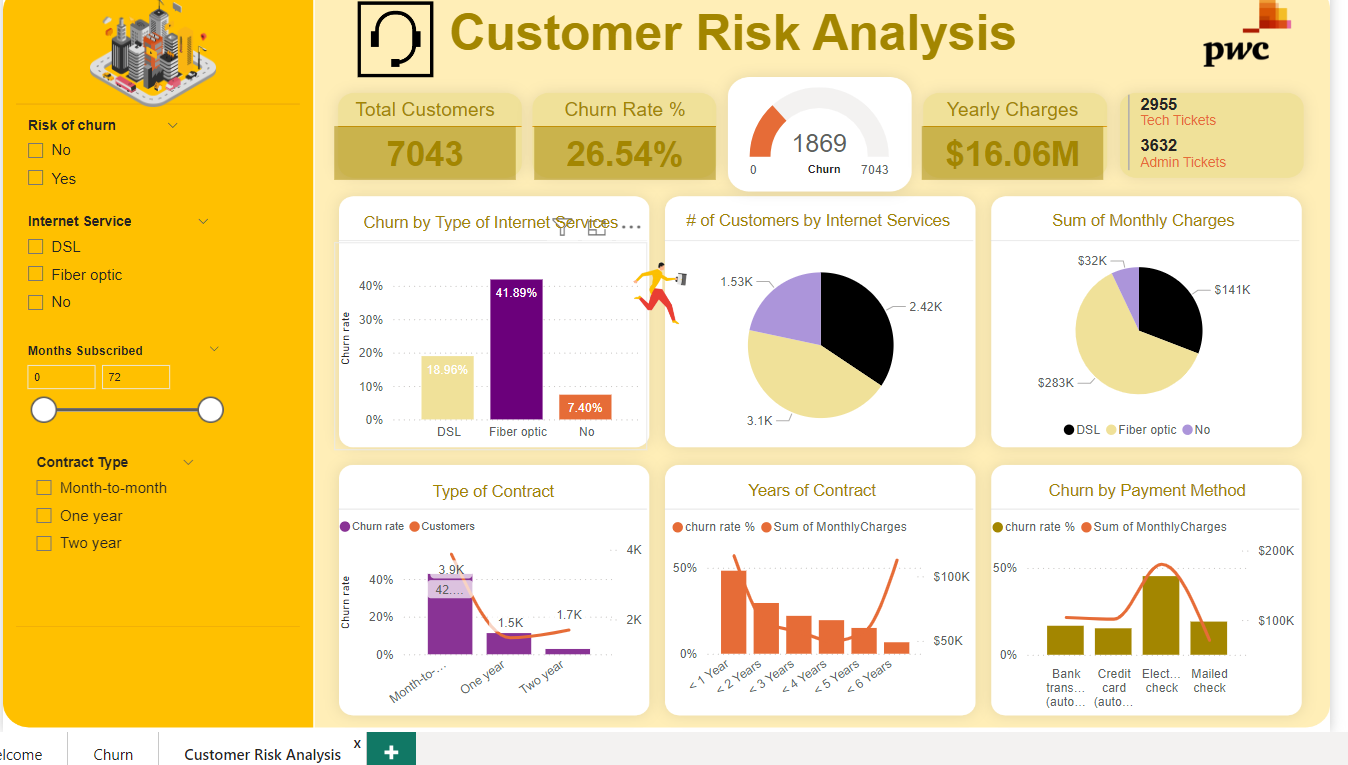 Customer Risk Analysis
pwc
Risk of churn
No
Yes
Internet Service
DSL
Fiber optic
No
Months Subscribed
0 72
Contract Type
Month-to-month
One year
Two year
Total Customers
7043
Churn Rate %
26.54%
1869
0 Churn 7043
Yearly Charges
$16.06M
2955
Tech Tickets
3632
Admin Tickets
Churn by Type of Internet Services
Churn rate
40%
30%
20%
10%
0%
18.96%
41.89%
7.40%
DSL Fiber optic No
# of Customers by Internet Services
1.53K
2.42K
3.1K
Sum of Monthly Charges
$32K
$141K
$283K
DSL Fiber optic No
Type of Contract
Churn rate Customers
Churn rate
40%
20%
0%
4K
2K
3.9K
42....
1.5K
1.7K
Month-to-... One year Two year
Years of Contract
churn rate % Sum of MonthlyCharges
50%
0%
$100K
$50K
< 1 Year < 2 Years < 3 Years < 4 Years < 5 Years < 6 Years
Churn by Payment Method
churn rate % Sum of MonthlyCharges
50%
0%
$200K
$100K
Bank trans... (auto...
Credit card (auto...
Elect... check
Mailed check
elcome Churn Customer Risk Analysis x +